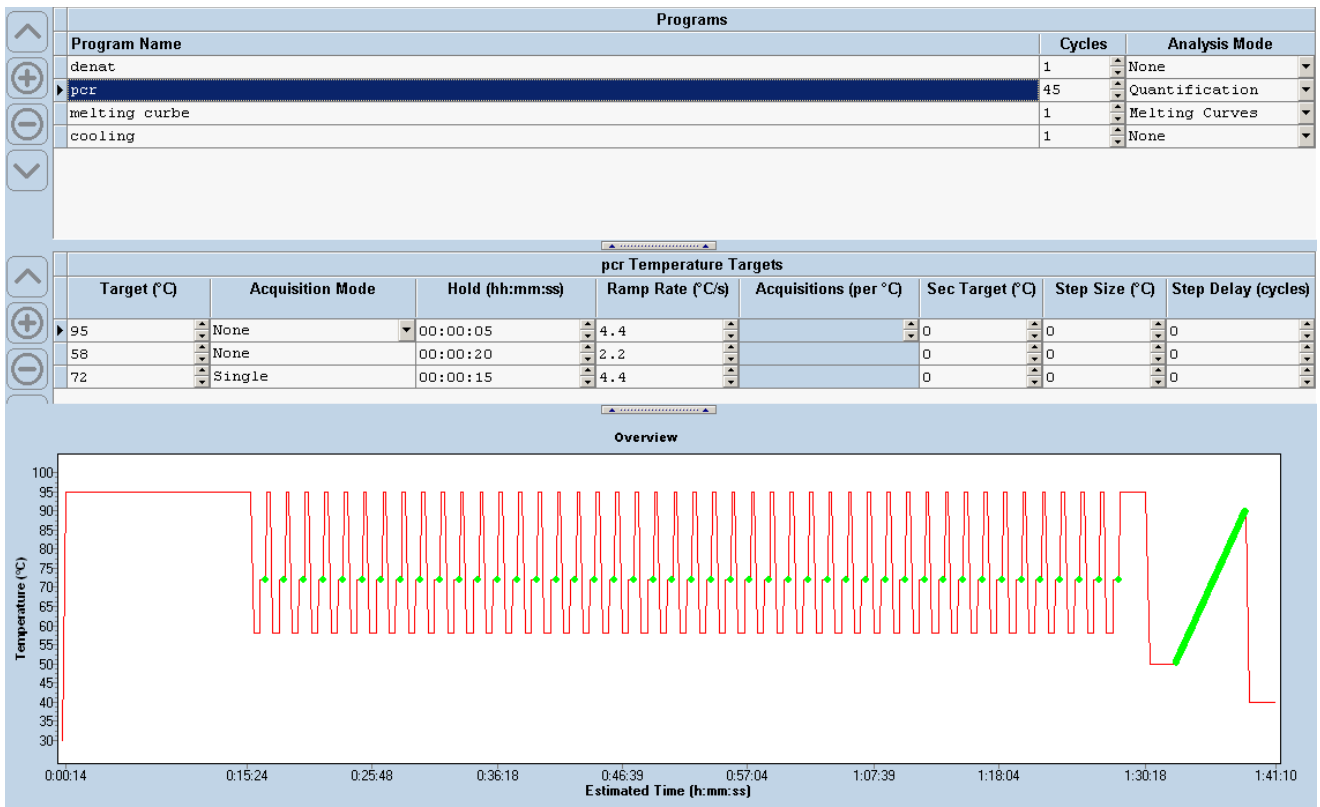 Programs
Program Name Cycles Analysis Mode
denat 1 None
pcr 45 Quantification
melting curbe 1 Melting Curves
cooling 1 None
pcr Temperature Targets
Target (°C) Acquisition Mode Hold (hh:mm:ss) Ramp Rate (°C/s) Acquisitions (per °C) Sec Target (°C) Step Size (°C) Step Delay (cycles)
95 None 00:00:05 4.4 0 0 0
58 None 00:00:20 2.2 0 0 0
72 Single 00:00:15 4.4 0 0 0
Overview
Temperature (°C)
100
95
90
85
80
75
70
65
60
55
50
45
40
35
30
0:00:14 0:15:24 0:25:48 0:36:18 0:46:39 0:57:04 1:07:39 1:18:04 1:30:18 1:41:10
Estimated Time (h:mm:ss)